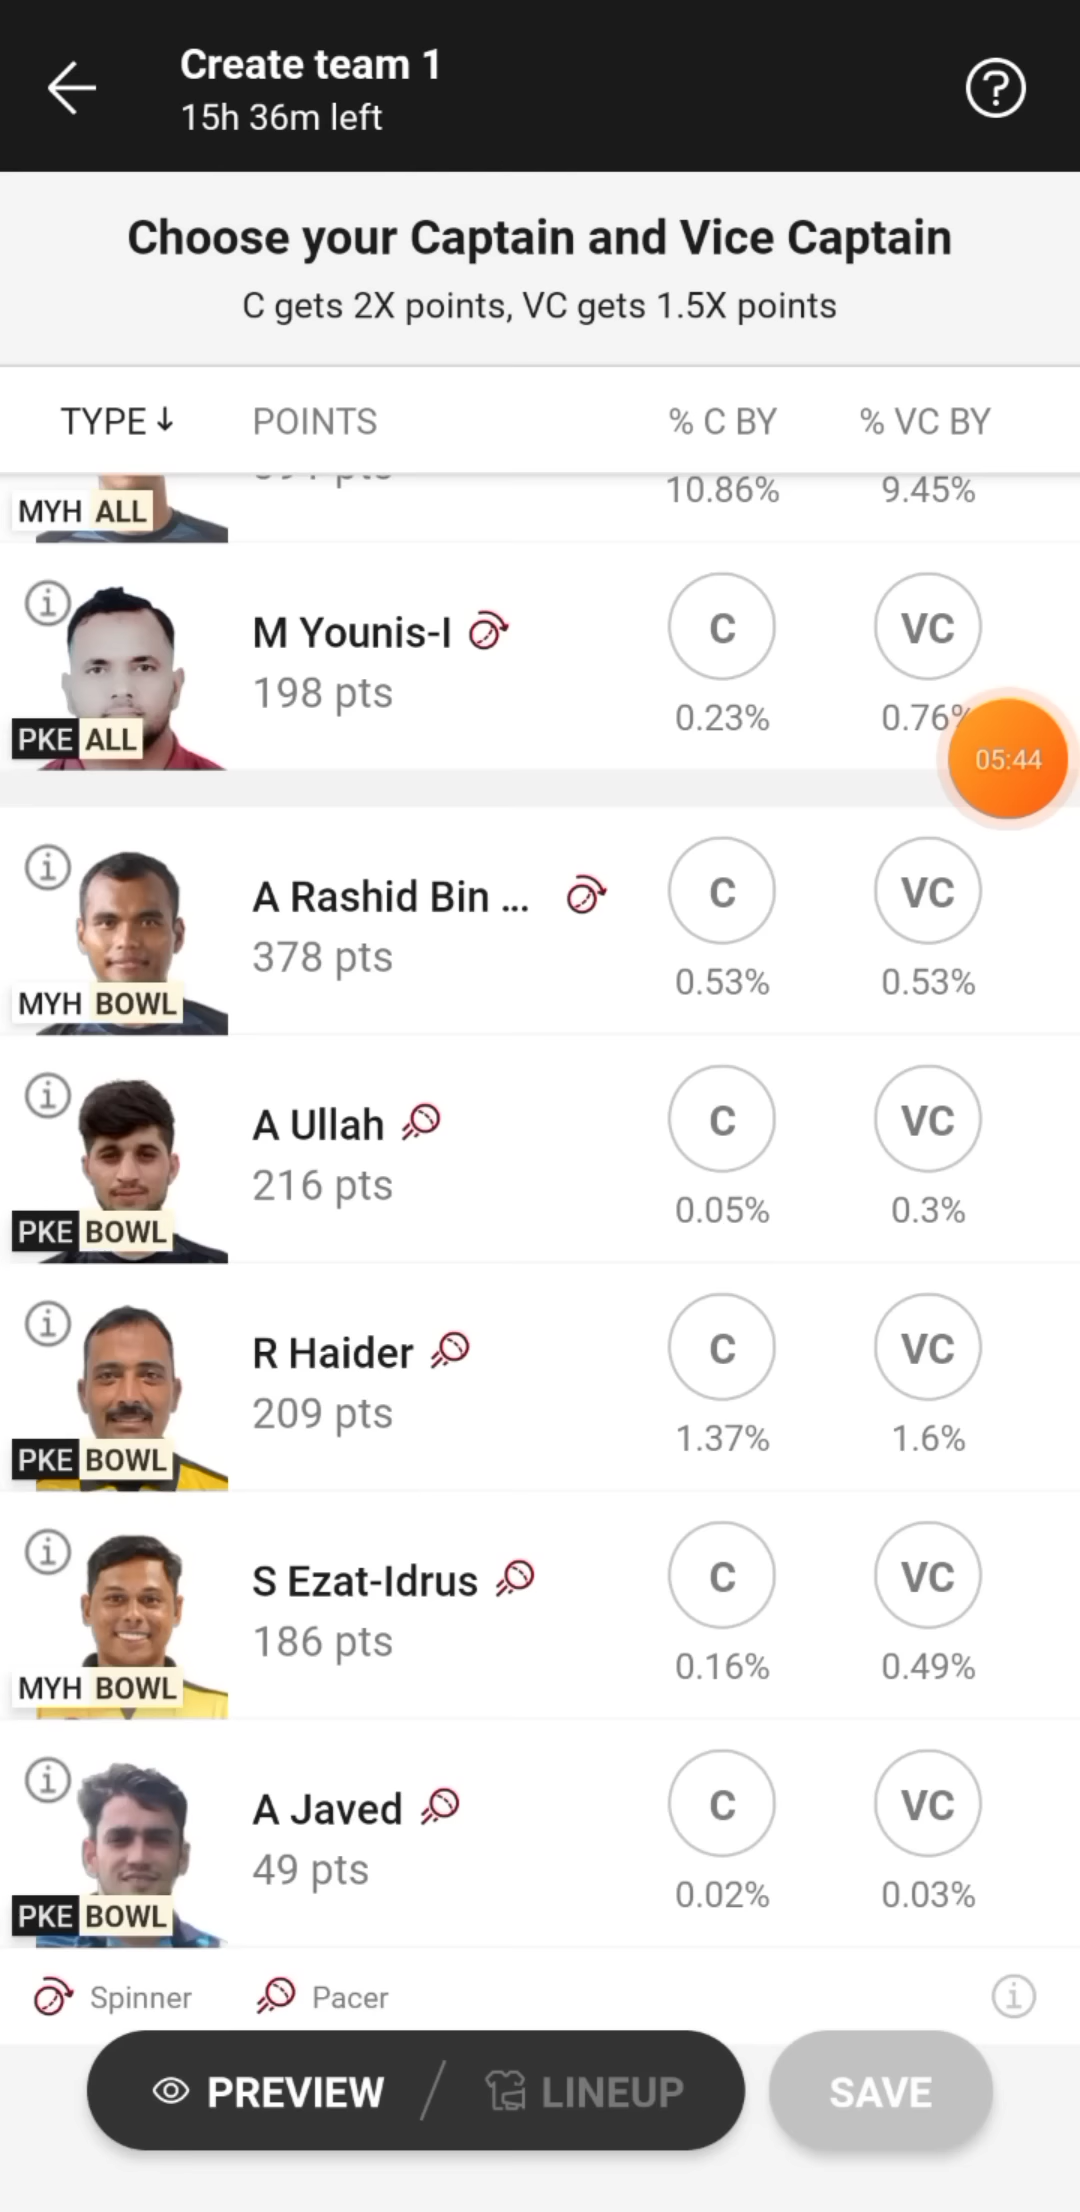 Create team 1
15h 36m left
Choose your Captain and Vice Captain
C gets 2X points, VC gets 1.5X points
TYPE POINTS % C BY % VC BY
MYH ALL 10.86% 9.45%
M Younis-I C VC
198 pts
PKE ALL 0.23% 0.76%
05:44
A Rashid Bin ... C VC
378 pts
MYH BOWL 0.53% 0.53%
A Ullah C VC
216 pts
PKE BOWL 0.05% 0.3%
R Haider C VC
209 pts
PKE BOWL 1.37% 1.6%
S Ezat-Idrus C VC
186 pts
MYH BOWL 0.16% 0.49%
A Javed C VC
49 pts
PKE BOWL 0.02% 0.03%
Spinner Pacer
PREVIEW / LINEUP SAVE